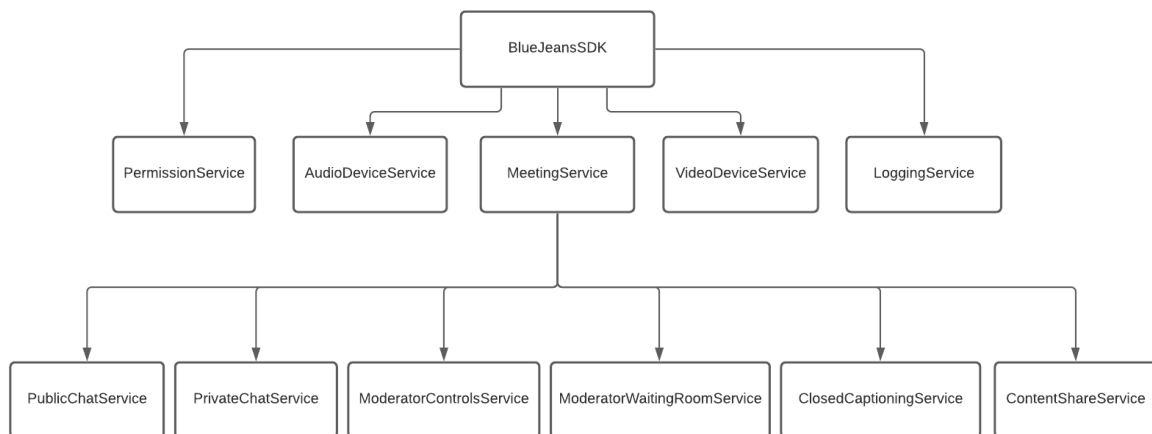 BlueJeansSDK
PermissionService
AudioDeviceService
MeetingService
VideoDeviceService
LoggingService
PublicChatService
PrivateChatService
ModeratorControlsService
ModeratorWaitingRoomService
ClosedCaptioningService
ContentShareService